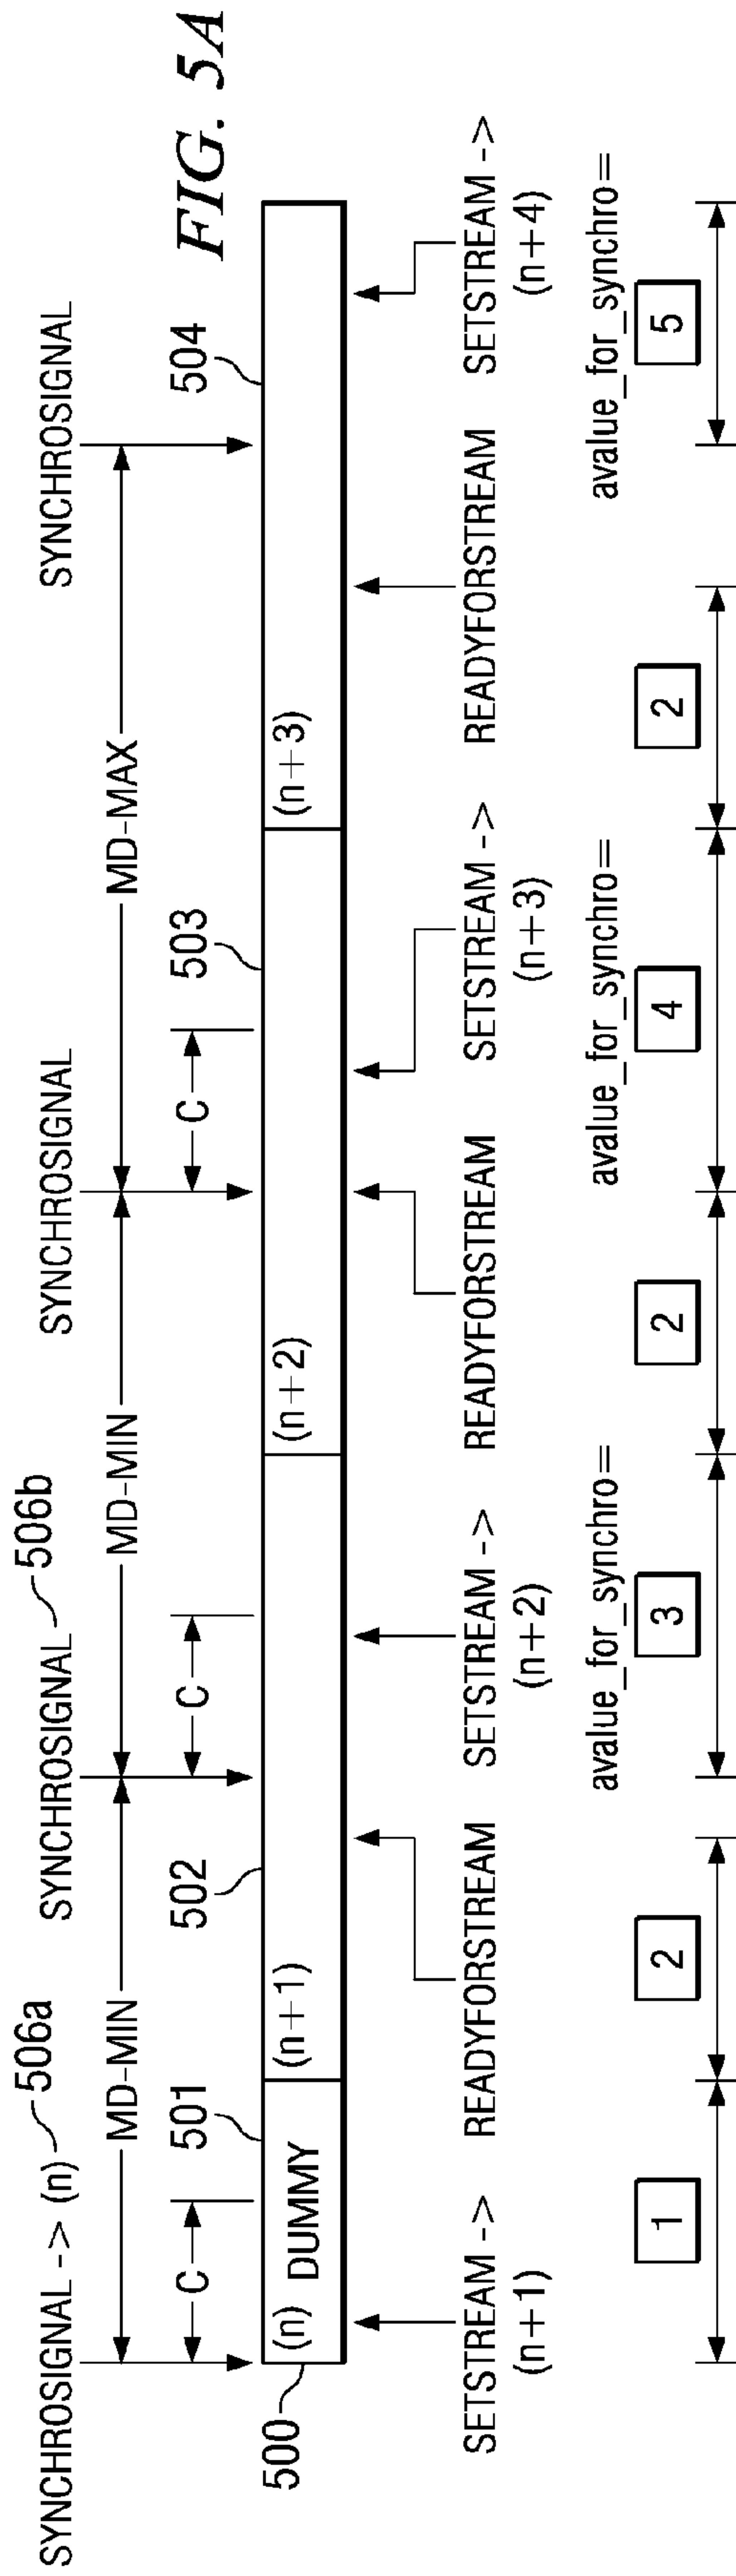 FIG. 5A
SYNCHROSIGNAL -> (n) 506a
SYNCHROSIGNAL 506b
SYNCHROSIGNAL
SYNCHROSIGNAL
MD-MIN
MD-MIN
MD-MAX
C
C
C
501
502
503
504
500
(n) DUMMY
(n+1)
(n+2)
(n+3)
SETSTREAM ->
(n+1)
READYFORSTREAM
SETSTREAM ->
(n+2)
READYFORSTREAM
SETSTREAM ->
(n+3)
READYFORSTREAM
SETSTREAM ->
(n+4)
avalue_for_synchro=
avalue_for_synchro=
avalue_for_synchro=
1
2
3
2
4
2
5